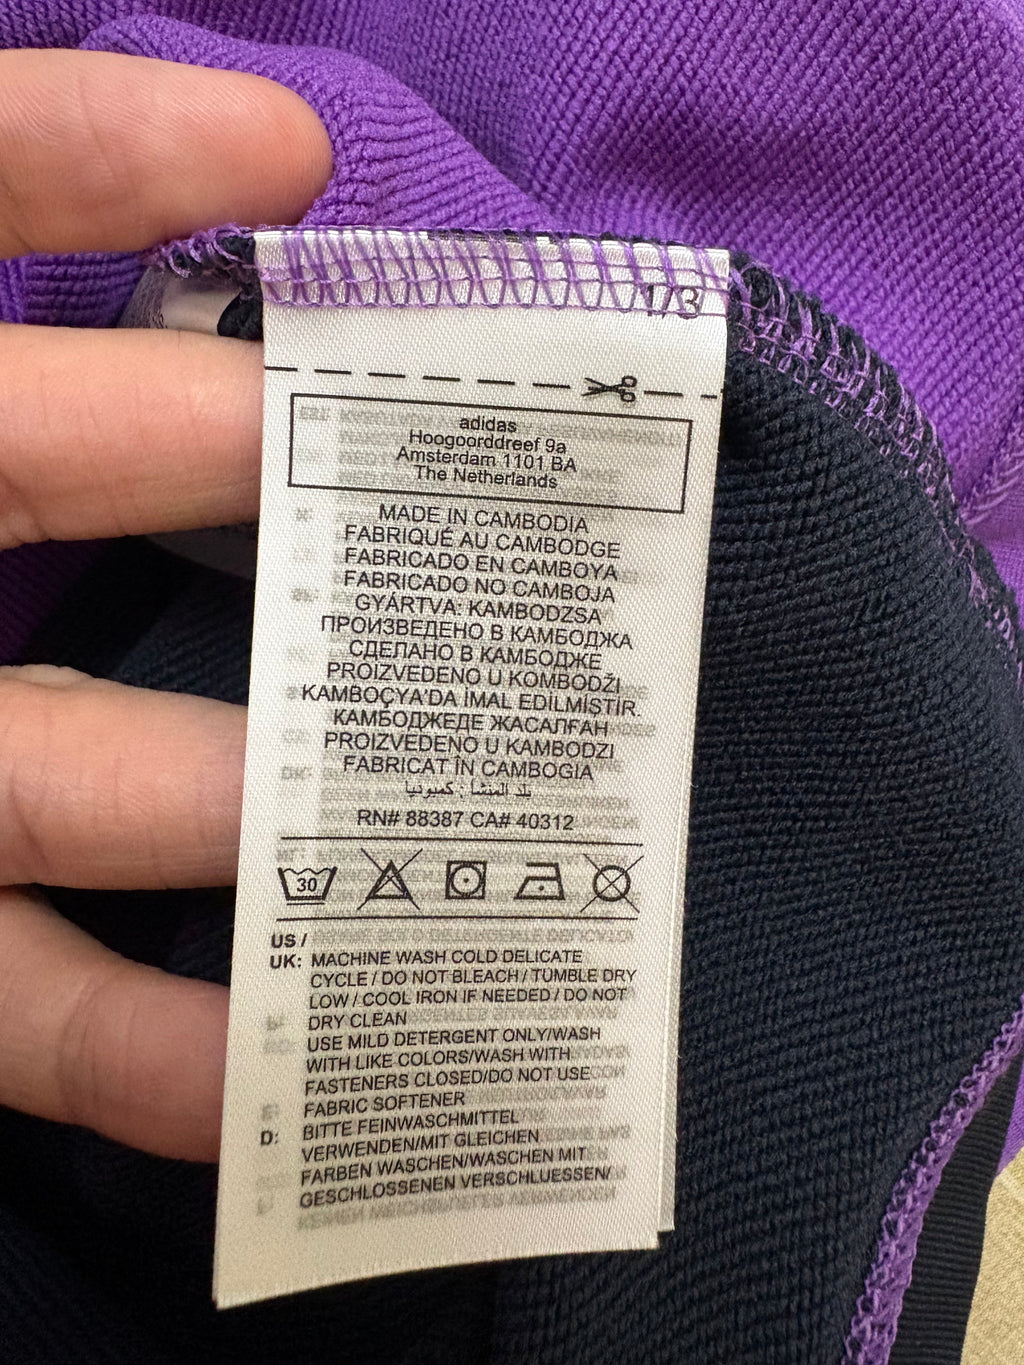 1/3
adidas
Hoogoorddreef 9a
Amsterdam 1101 BA
The Netherlands
MADE IN CAMBODIA
FABRIQUÉ AU CAMBODGE
FABRICADO EN CAMBOYA
FABRICADO NO CAMBOJA
GYÁRTVA: KAMBODZSA
ПРОИЗВЕДЕНО В КАМБОДЖА
СДЕЛАНО В КАМБОДЖЕ
PROIZVEDENO U KOMBODŽI
KAMBOÇYA'DA İMAL EDİLMİSTİR.
КАМБОДЖЕДЕ ЖАСАЛҒАН
PROIZVEDENO U KAMBODZI
FABRICAT ÎN CAMBOGIA
بلد المنشأ : كمبوديا
RN# 88387 CA# 40312
30
US /
UK: MACHINE WASH COLD DELICATE
CYCLE / DO NOT BLEACH / TUMBLE DRY
LOW / COOL IRON IF NEEDED / DO NOT
DRY CLEAN
USE MILD DETERGENT ONLY/WASH
WITH LIKE COLORS/WASH WITH
FASTENERS CLOSED/DO NOT USE
FABRIC SOFTENER
D: BITTE FEINWASCHMITTEL
VERWENDEN/MIT GLEICHEN
FARBEN WASCHEN/WASCHEN MIT
GESCHLOSSENEN VERSCHLUESSEN/